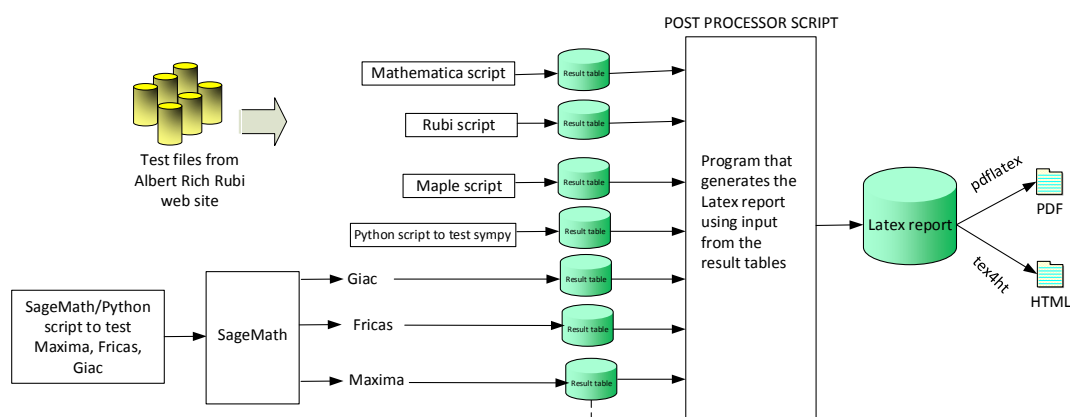 POST PROCESSOR SCRIPT
Mathematica script
Result table
Rubi script
Result table
Test files from
Albert Rich Rubi
web site
Maple script
Result table
Python script to test sympy
Result table
Giac
Result table
SageMath/Python
script to test
Maxima, Fricas,
Giac
SageMath
Fricas
Result table
Maxima
Result table
Program that
generates the
Latex report
using input
from the
result tables
Latex report
pdflatex
PDF
tex4ht
HTML